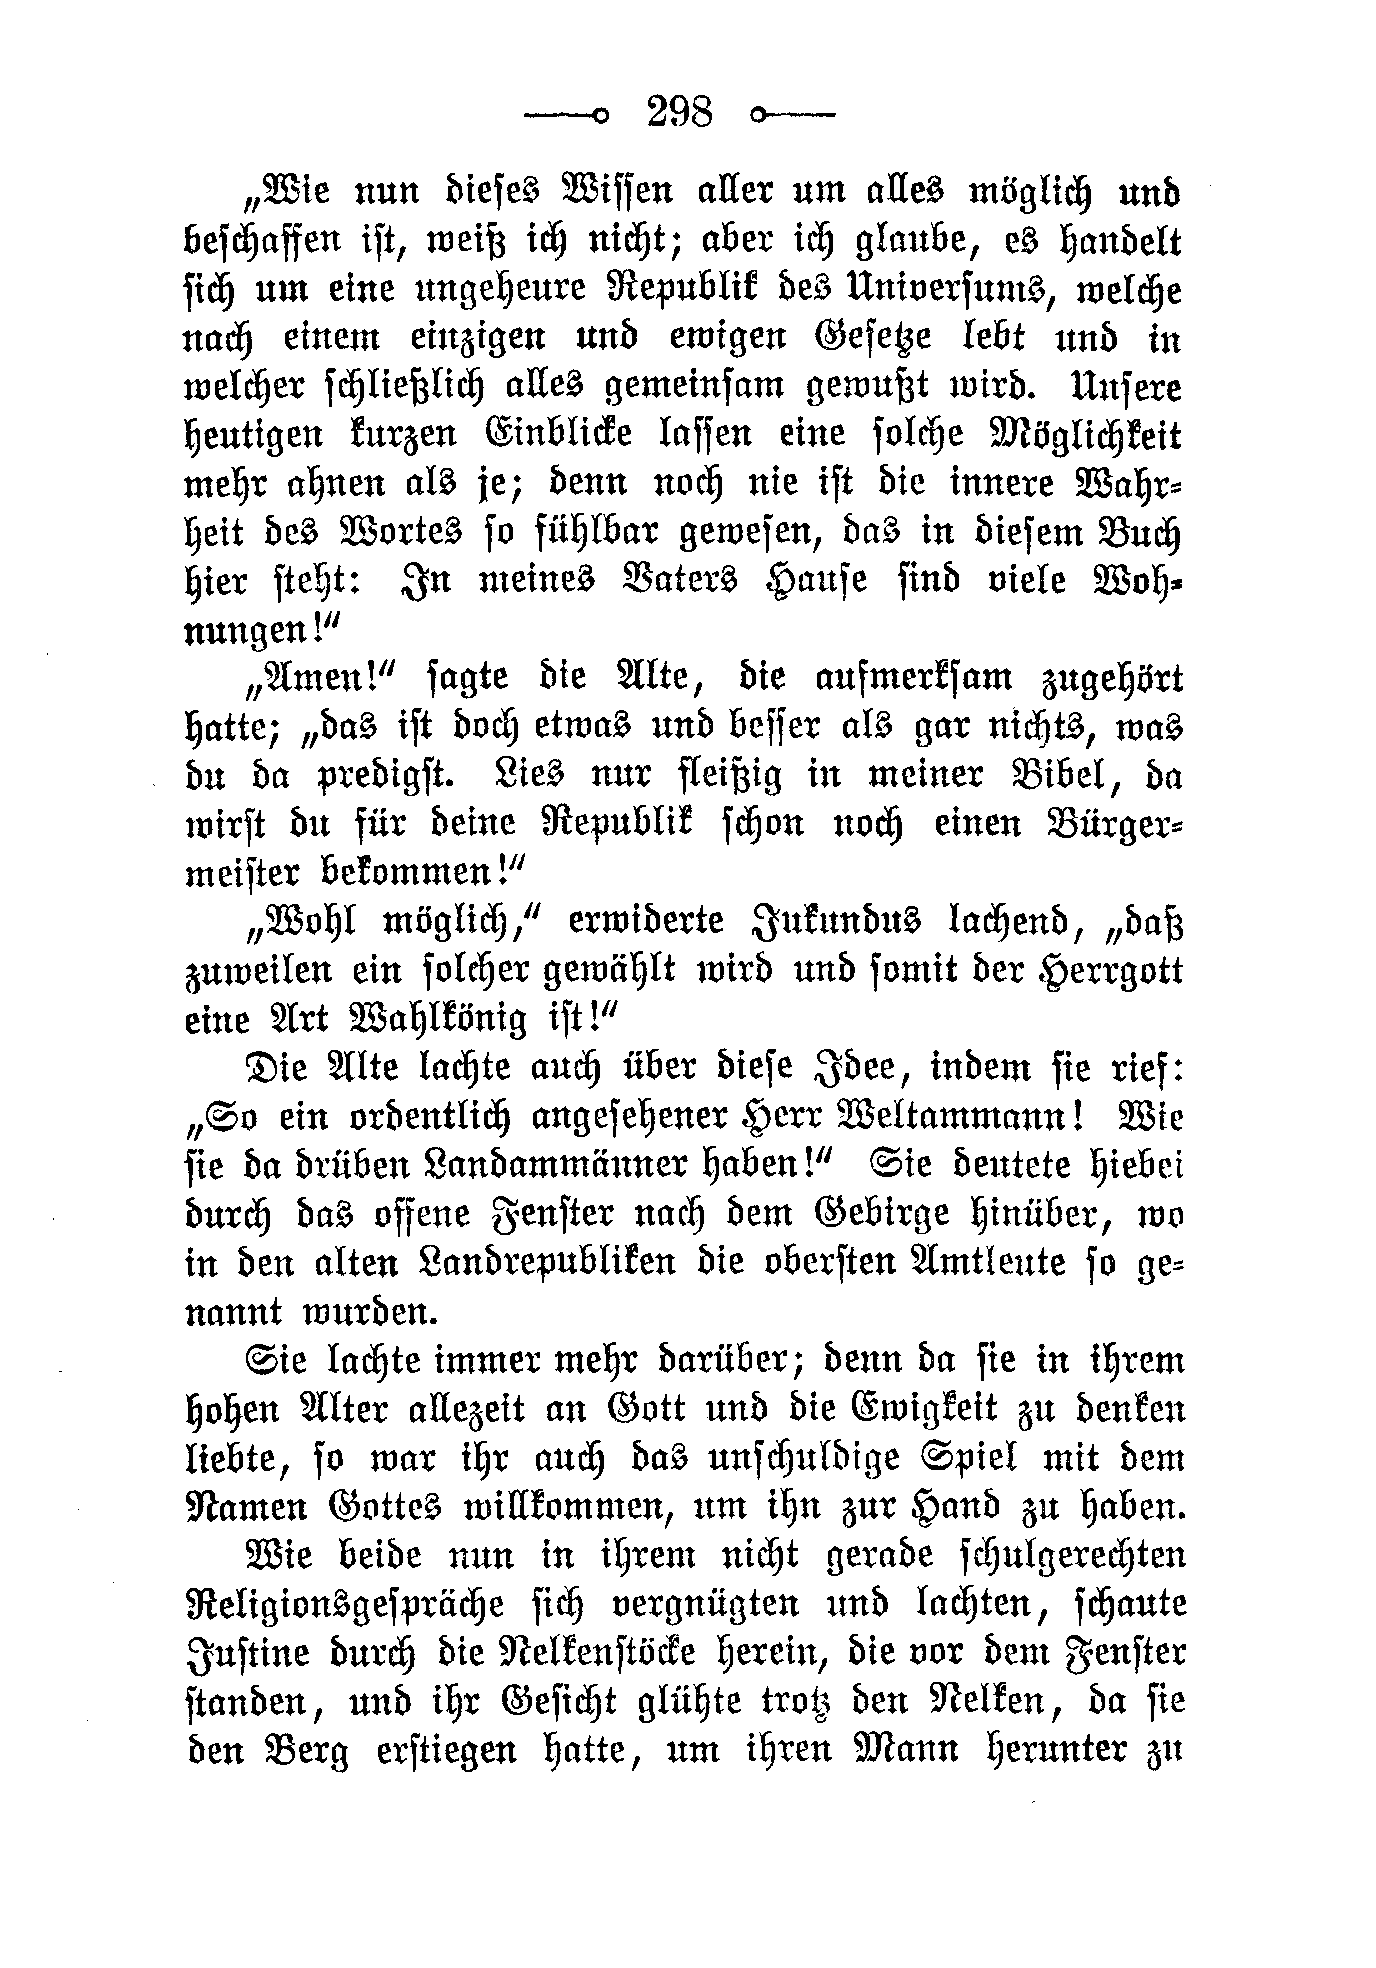 298
„Wie nun dieses Wissen aller um alles möglich und
beschaffen ist, weiß ich nicht; aber ich glaube, es handelt
sich um eine ungeheure Republik des Universums, welche
nach einem einzigen und ewigen Gesetze lebt und in
welcher schließlich alles gemeinsam gewußt wird. Unsere
heutigen kurzen Einblicke lassen eine solche Möglichkeit
mehr ahnen als je; denn noch nie ist die innere Wahr-
heit des Wortes so fühlbar gewesen, das in diesem Buch
hier steht: In meines Vaters Hause sind viele Woh-
nungen!“
„Amen!“ sagte die Alte, die aufmerksam zugehört
hatte; „das ist doch etwas und besser als gar nichts, was
du da predigst. Lies nur fleißig in meiner Bibel, da
wirst du für deine Republik schon noch einen Bürger-
meister bekommen!“
„Wohl möglich,“ erwiderte Jukundus lachend, „daß
zuweilen ein solcher gewählt wird und somit der Herrgott
eine Art Wahlkönig ist!“
Die Alte lachte auch über diese Idee, indem sie rief:
„So ein ordentlich angesehener Herr Weltammann! Wie
sie da drüben Landammänner haben!“ Sie deutete hiebei
durch das offene Fenster nach dem Gebirge hinüber, wo
in den alten Landrepubliken die obersten Amtleute so ge-
nannt wurden.
Sie lachte immer mehr darüber; denn da sie in ihrem
hohen Alter allezeit an Gott und die Ewigkeit zu denken
liebte, so war ihr auch das unschuldige Spiel mit dem
Namen Gottes willkommen, um ihn zur Hand zu haben.
Wie beide nun in ihrem nicht gerade schulgerechten
Religionsgespräche sich vergnügten und lachten, schaute
Justine durch die Nelkenstöcke herein, die vor dem Fenster
standen, und ihr Gesicht glühte trotz den Nelken, da sie
den Berg erstiegen hatte, um ihren Mann herunter zu